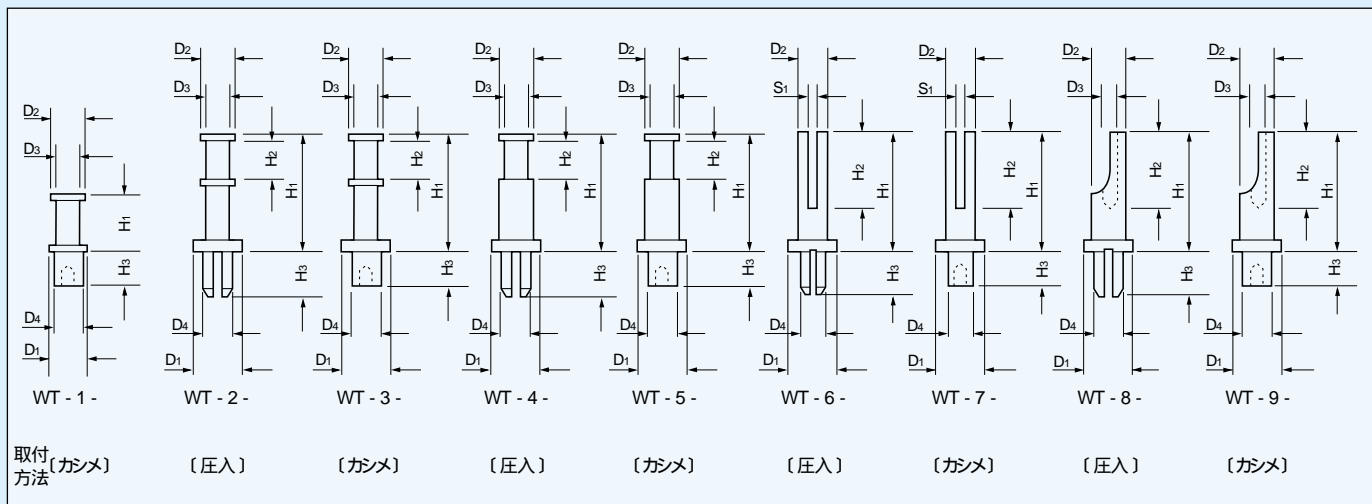 D2 D2 D2 D2 D2 D2 D2 D2 D2
D3 D3 D3 D3 D3 S1 S1 D3 D3
H1 H2 H1 H2 H1 H2 H1 H2 H1 H2 H1 H2 H1 H2 H1 H2 H1
H3 H3 H3 H3 H3 H3 H3 H3 H3
D4 D4 D4 D4 D4 D4 D4 D4 D4
D1 D1 D1 D1 D1 D1 D1 D1 D1
WT - 1 - WT - 2 - WT - 3 - WT - 4 - WT - 5 - WT - 6 - WT - 7 - WT - 8 - WT - 9 -
取付方法 〔カシメ〕 〔圧入〕 〔カシメ〕 〔圧入〕 〔カシメ〕 〔圧入〕 〔カシメ〕 〔圧入〕 〔カシメ〕